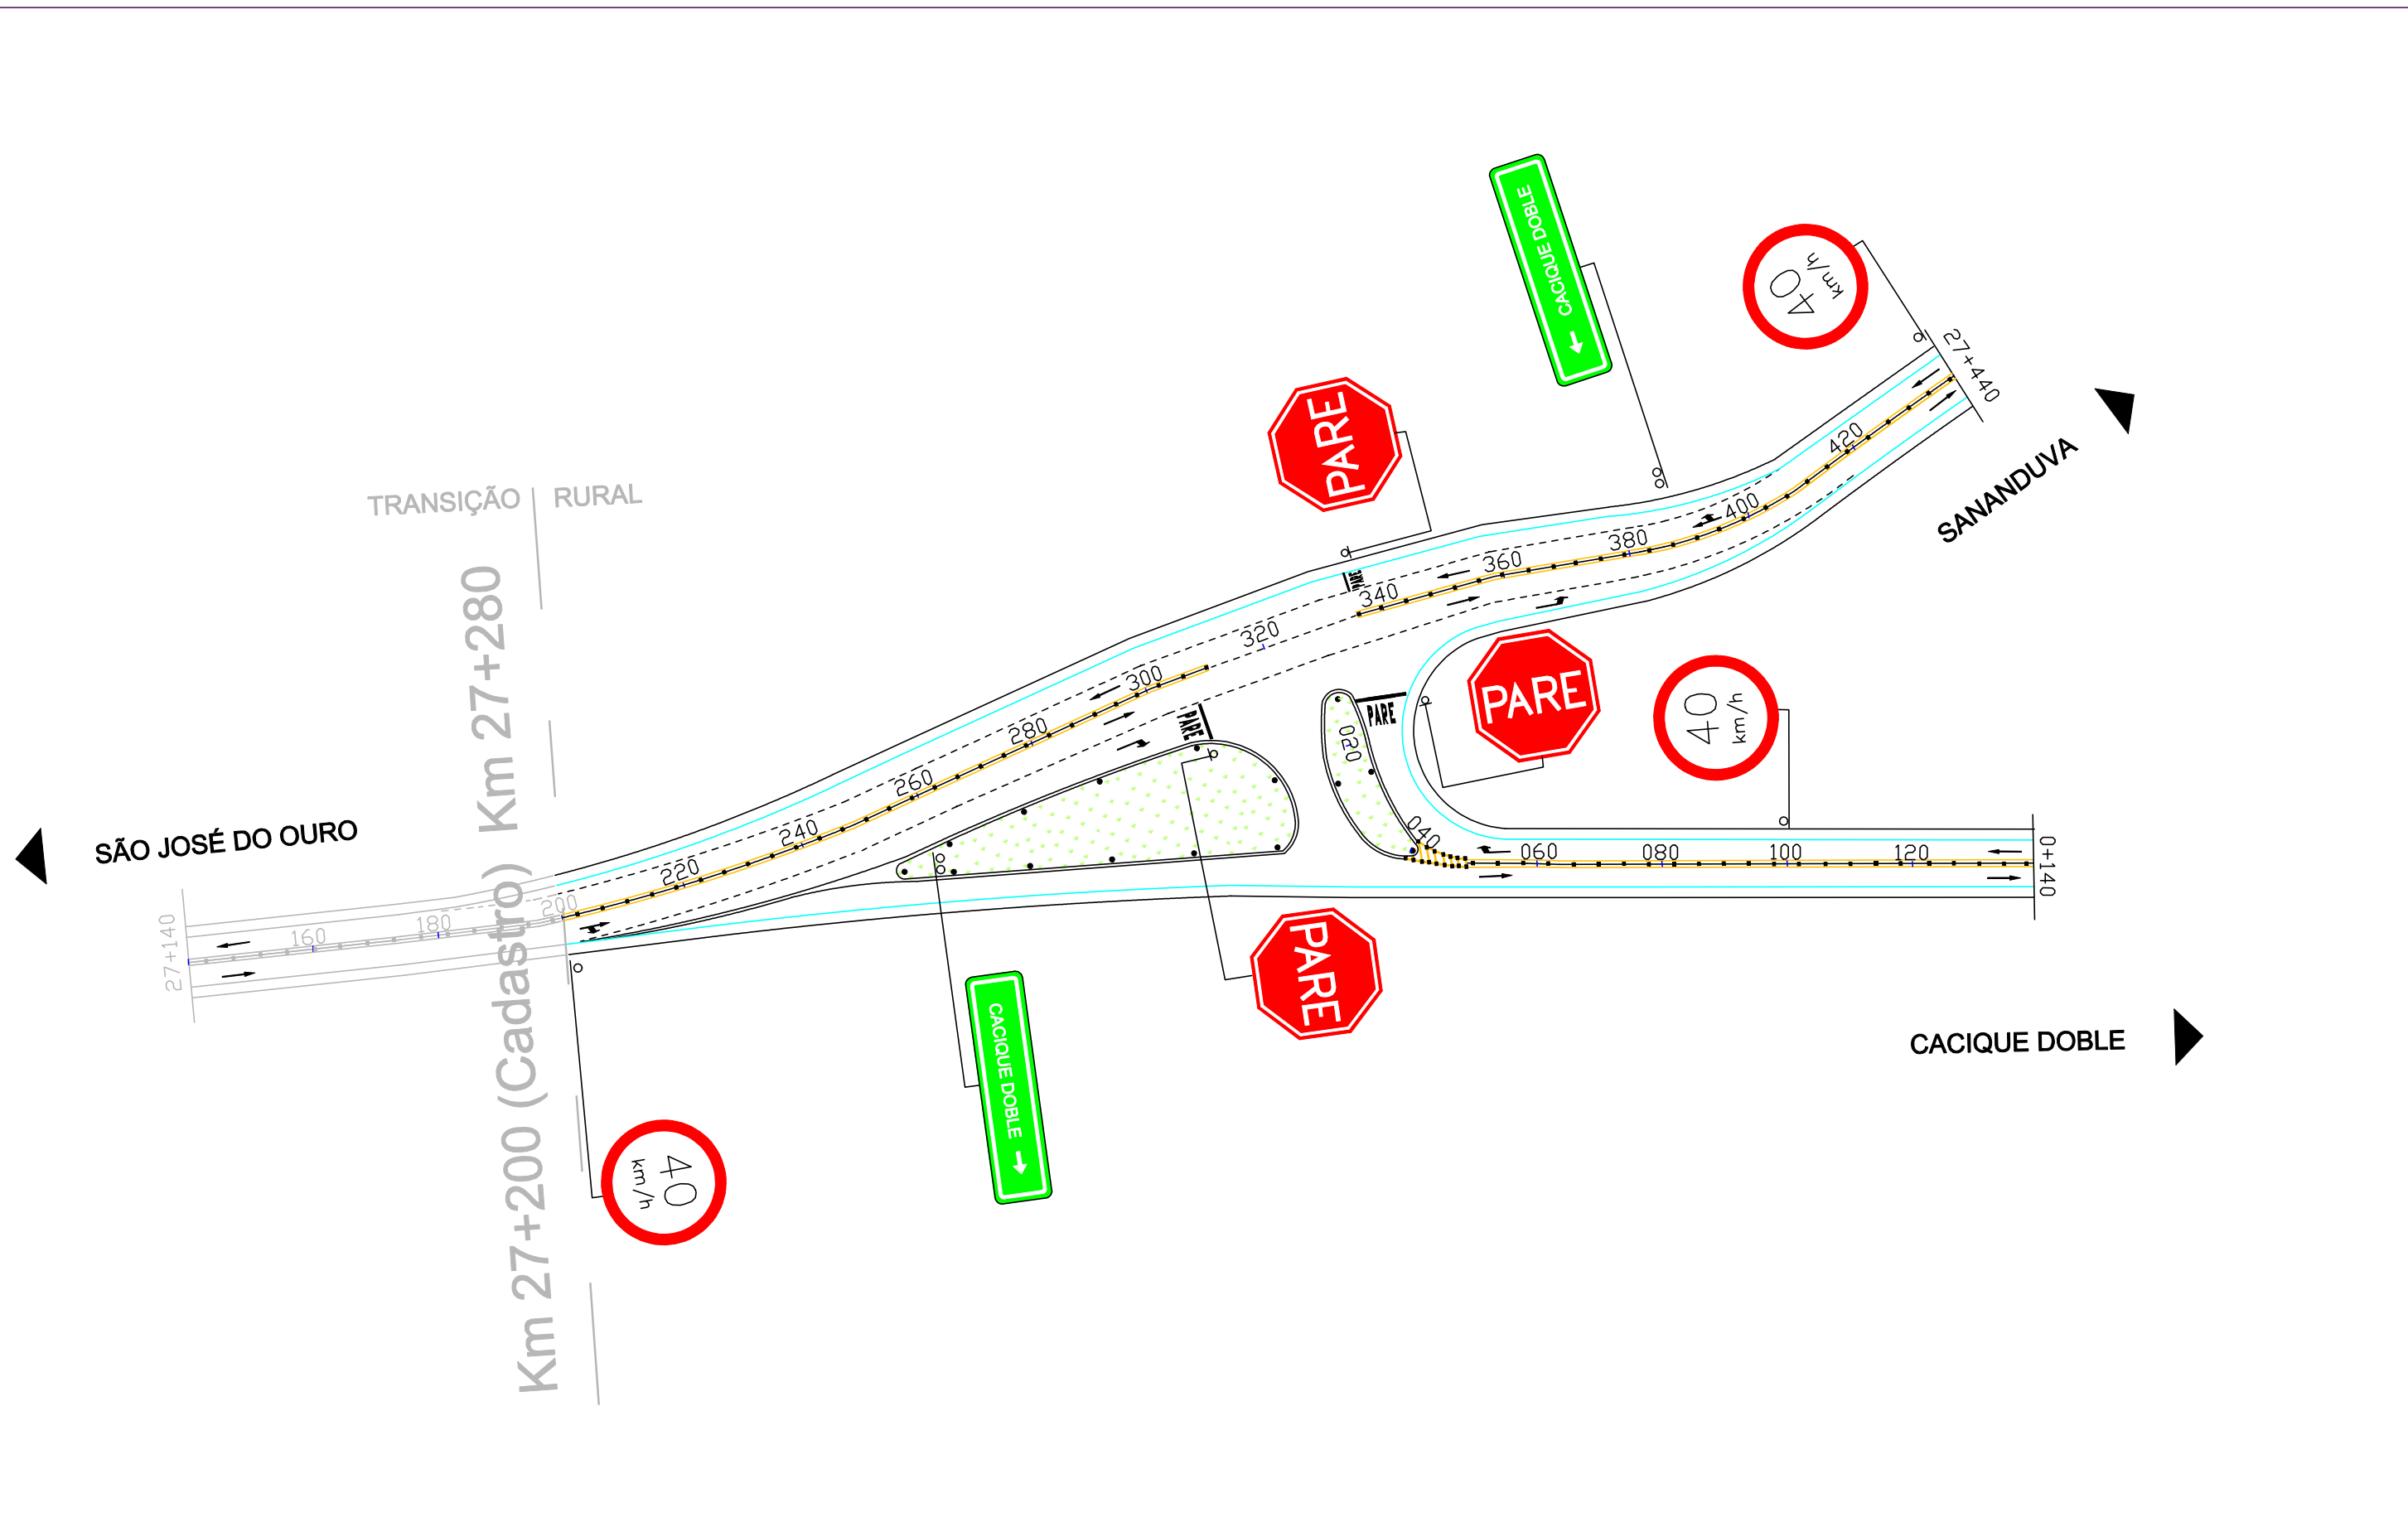 CACIQUE DOBLE
40
km/h
27+440
SANANDUVA
PARE
420
400
380
360
340
PARE
320
300
280
260
240
220
200
180
160
27+140
TRANSIÇÃO
RURAL
Km 27+200 (Cadastro) Km 27+280
SÃO JOSÉ DO OURO
PARE
PARE
PARE
020
040
060
080
100
120
0+140
40
km/h
PARE
CACIQUE DOBLE
CACIQUE DOBLE
40
km/h